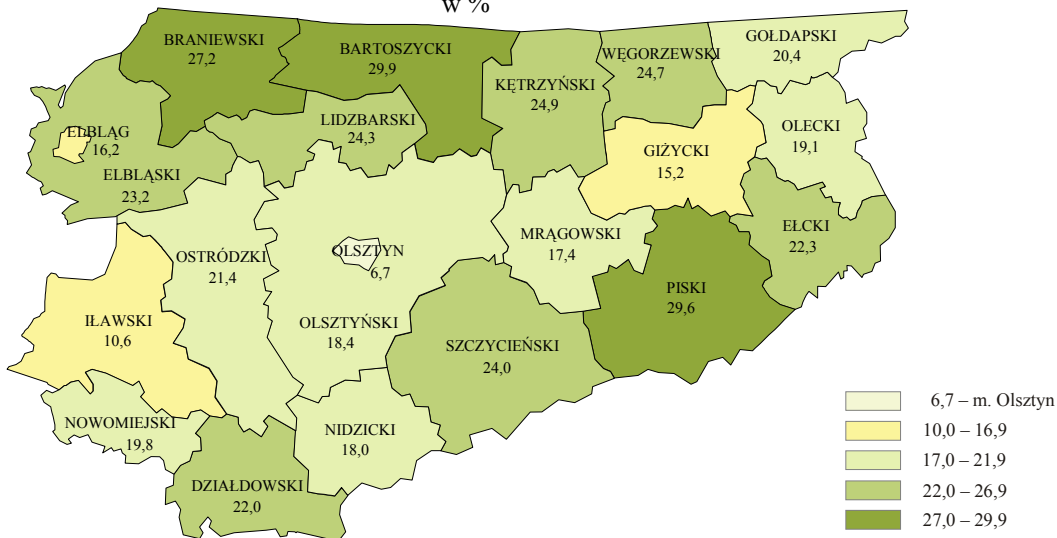 w %
BRANIEWSKI
27,2
BARTOSZYCKI
29,9
KĘTRZYŃSKI
24,9
WĘGORZEWSKI
24,7
GOŁDAPSKI
20,4
LIDZBARSKI
24,3
ELBLĄG
16,2
ELBLĄSKI
23,2
GIŻYCKI
15,2
OLECKI
19,1
EŁCKI
22,3
OSTRÓDZKI
21,4
OLSZTYN
6,7
MRĄGOWSKI
17,4
PISKI
29,6
IŁAWSKI
10,6
OLSZTYŃSKI
18,4
SZCZYCIEŃSKI
24,0
NOWOMIEJSKI
19,8
NIDZICKI
18,0
DZIAŁDOWSKI
22,0
6,7 – m. Olsztyn
10,0 – 16,9
17,0 – 21,9
22,0 – 26,9
27,0 – 29,9